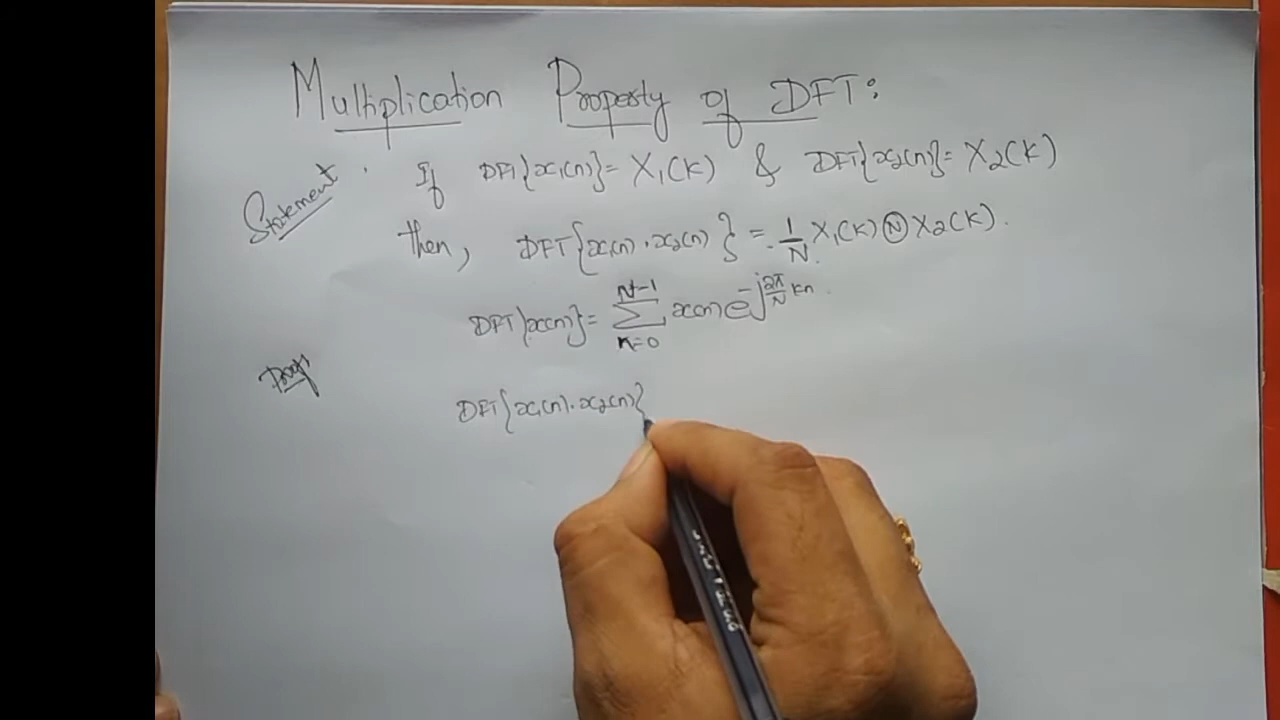 Multiplication Property of DFT:
Statement. If DFT{x₁(n)}= X₁(K) & DFT{x₂(n)}= X₂(K)
then, DFT{x₁(n) . x₂(n)} = 1/N X₁(K) Ⓝ X₂(K).
DFT{x(n)}= Σ_{n=0}^{N-1} x(n) e^{-j 2π/N kn}
Proof:
DFT{x₁(n).x₂(n)}